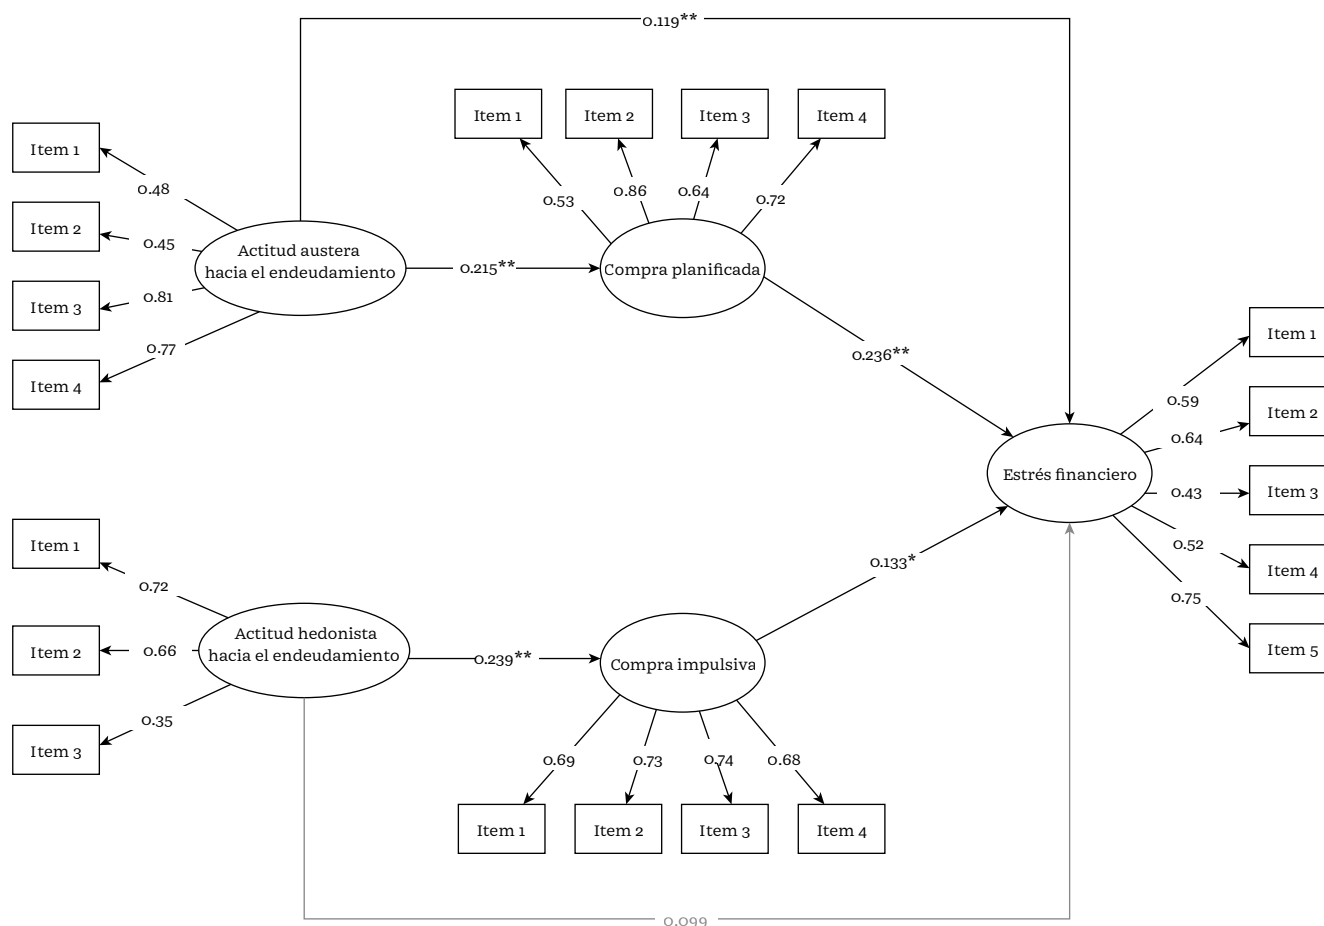 0.119**
Item 1
Item 2
Item 3
Item 4
Item 1
0.48
Item 2
0.45
Item 3
0.81
0.77
Item 4
Actitud austera
hacia el endeudamiento
0.53
0.86
0.64
0.72
0.215**
Compra planificada
0.236**
Item 1
0.59
Item 2
0.64
Estrés financiero
Item 3
0.43
0.52
Item 4
0.75
Item 5
Item 1
0.72
Item 2
0.66
Item 3
0.35
Actitud hedonista
hacia el endeudamiento
0.239**
Compra impulsiva
0.133*
0.69
0.73
0.74
0.68
Item 1
Item 2
Item 3
Item 4
0.099